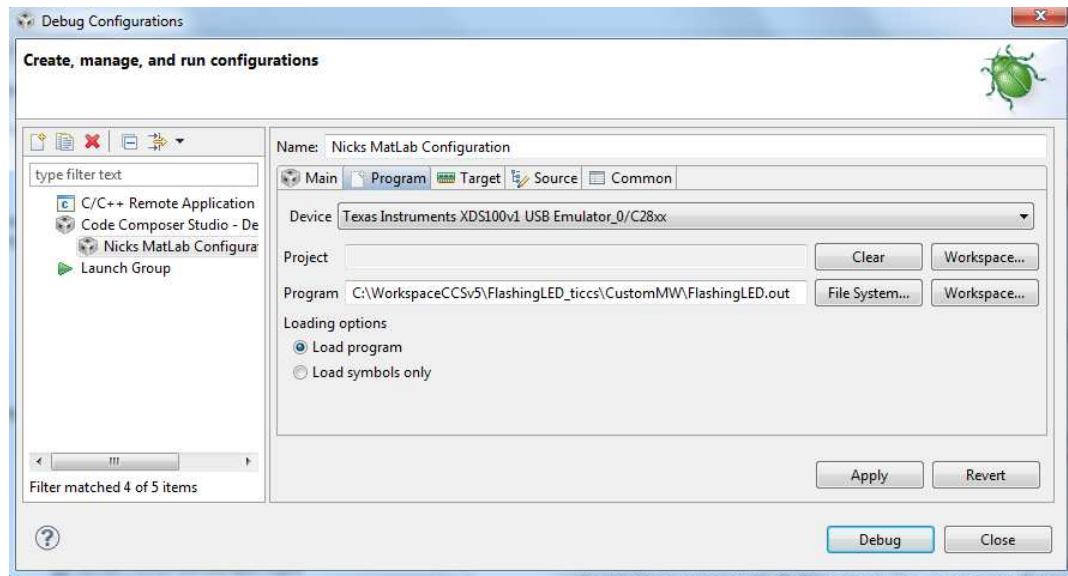 Debug Configurations
Create, manage, and run configurations
type filter text
C/C++ Remote Application
Code Composer Studio - De
Nicks MatLab Configura
Launch Group
Filter matched 4 of 5 items
Name: Nicks MatLab Configuration
Main Program Target Source Common
Device Texas Instruments XDS100v1 USB Emulator_0/C28xx
Project Clear Workspace...
Program C:\WorkspaceCCSv5\FlashingLED_ticcs\CustomMW\FlashingLED.out File System... Workspace...
Loading options
Load program
Load symbols only
Apply Revert
Debug Close